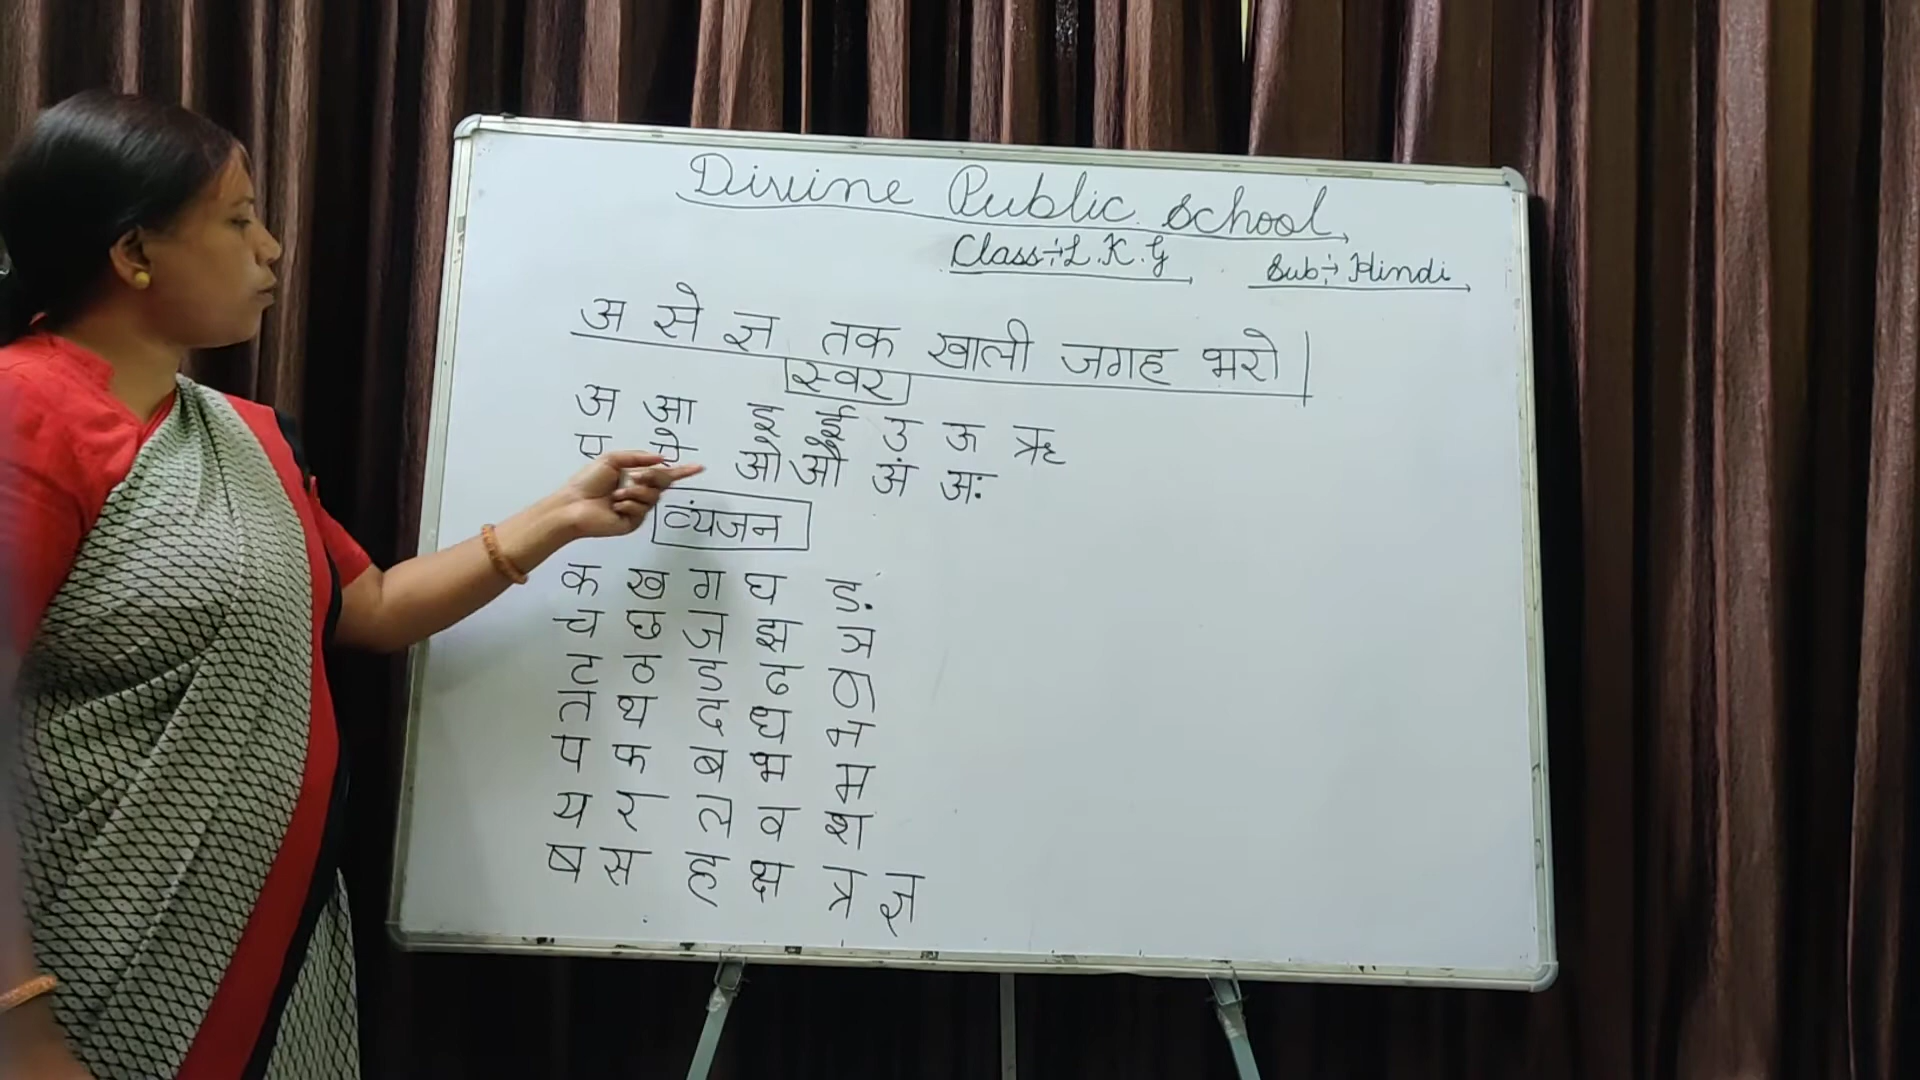 Divine Public School
Class:- L.K.G
Sub:- Hindi
अ से ज्ञ तक खाली जगह भरो|
स्वर
अ आ इ ई उ ऊ ऋ
ए ऐ ओ औ अं अः
व्यंजन
क ख ग घ ङ
च छ ज झ ञ
ट ठ ड ढ ण
त थ द ध न
प फ ब भ म
य र ल व श
ष स ह क्ष त्र ज्ञ